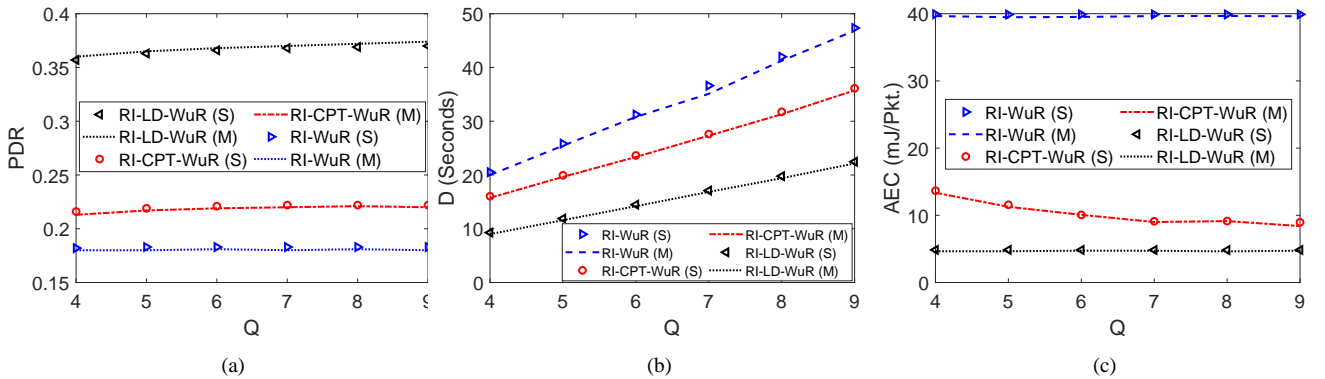 0.4
0.35
0.3
0.25
0.2
0.15
PDR
RI-LD-WuR (S)
RI-LD-WuR (M)
RI-CPT-WuR (S)
RI-CPT-WuR (M)
RI-WuR (S)
RI-WuR (M)
4 5 6 7 8 9
Q
(a)
50
40
30
20
10
0
D (Seconds)
RI-WuR (S)
RI-WuR (M)
RI-CPT-WuR (S)
RI-CPT-WuR (M)
RI-LD-WuR (S)
RI-LD-WuR (M)
4 5 6 7 8 9
Q
(b)
40
30
20
10
0
AEC (mJ/Pkt.)
RI-WuR (S)
RI-WuR (M)
RI-CPT-WuR (S)
RI-CPT-WuR (M)
RI-LD-WuR (S)
RI-LD-WuR (M)
4 5 6 7 8 9
Q
(c)